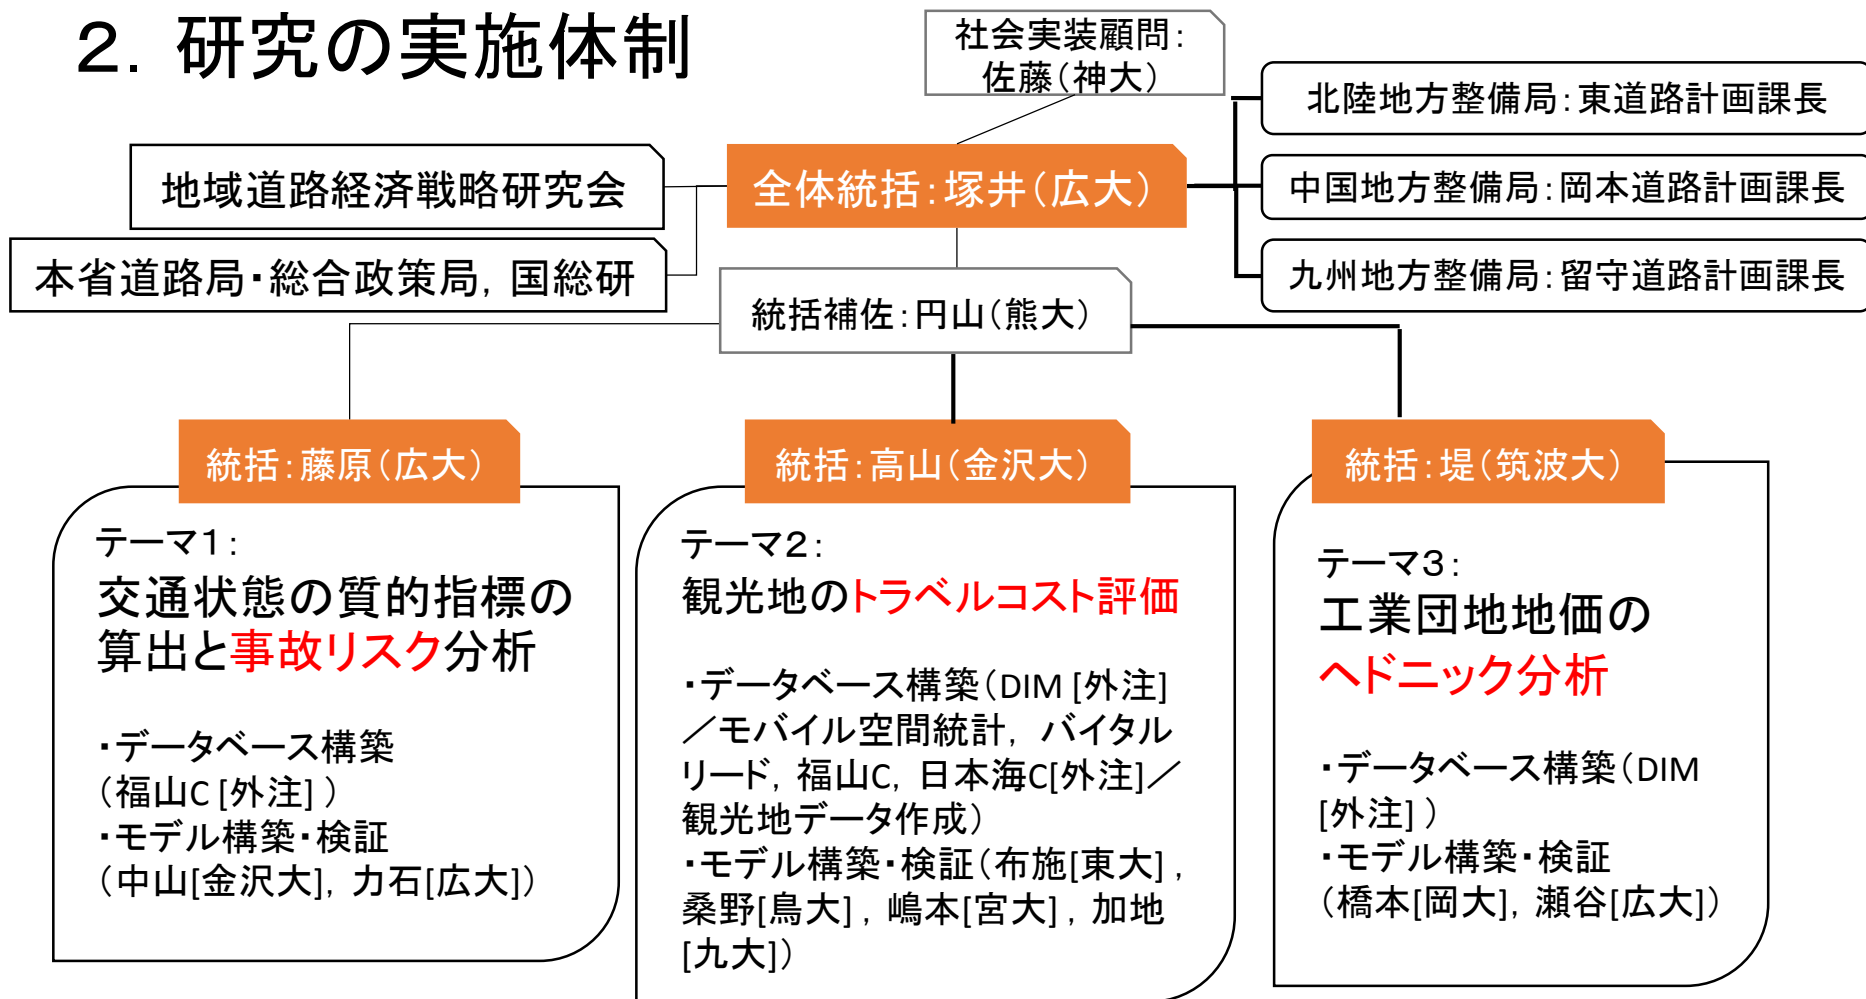 ２．研究の実施体制
社会実装顧問：
佐藤（神大）
北陸地方整備局：東道路計画課長
地域道路経済戦略研究会
全体統括：塚井（広大）
中国地方整備局：岡本道路計画課長
本省道路局・総合政策局，国総研
九州地方整備局：留守道路計画課長
統括補佐：円山（熊大）
統括：藤原（広大）
テーマ１：
交通状態の質的指標の
算出と事故リスク分析
・データベース構築
（福山C [外注] ）
・モデル構築・検証
（中山[金沢大]，力石[広大]）
統括：高山（金沢大）
テーマ２：
観光地のトラベルコスト評価
・データベース構築（DIM [外注]
／モバイル空間統計，バイタル
リード，福山C，日本海C[外注]／
観光地データ作成）
・モデル構築・検証（布施[東大] ，
桑野[鳥大] ，嶋本[宮大] ，加地
[九大]）
統括：堤（筑波大）
テーマ３：
工業団地地価の
ヘドニック分析
・データベース構築（DIM
[外注] ）
・モデル構築・検証
（橋本[岡大]，瀬谷[広大]）